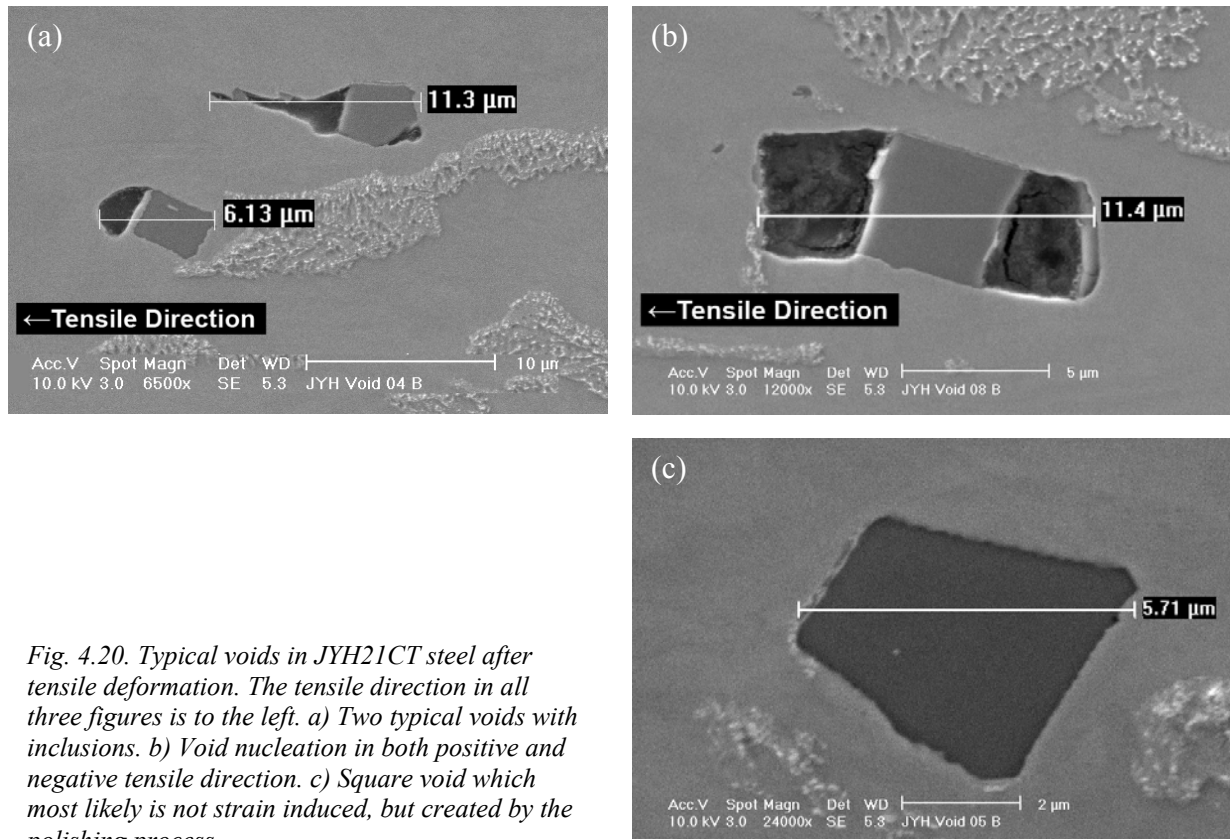 (a)
11.3 µm
6.13 µm
←Tensile Direction
Acc.V Spot Magn Det WD 10 µm
10.0 kV 3.0 6500x SE 5.3 JYH Void 04 B
(b)
11.4 µm
←Tensile Direction
Acc.V Spot Magn Det WD 5 µm
10.0 kV 3.0 12000x SE 5.3 JYH Void 08 B
(c)
5.71 µm
Acc.V Spot Magn Det WD 2 µm
10.0 kV 3.0 24000x SE 5.3 JYH Void 05 B
Fig. 4.20. Typical voids in JYH21CT steel after
tensile deformation. The tensile direction in all
three figures is to the left. a) Two typical voids with
inclusions. b) Void nucleation in both positive and
negative tensile direction. c) Square void which
most likely is not strain induced, but created by the
polishing process